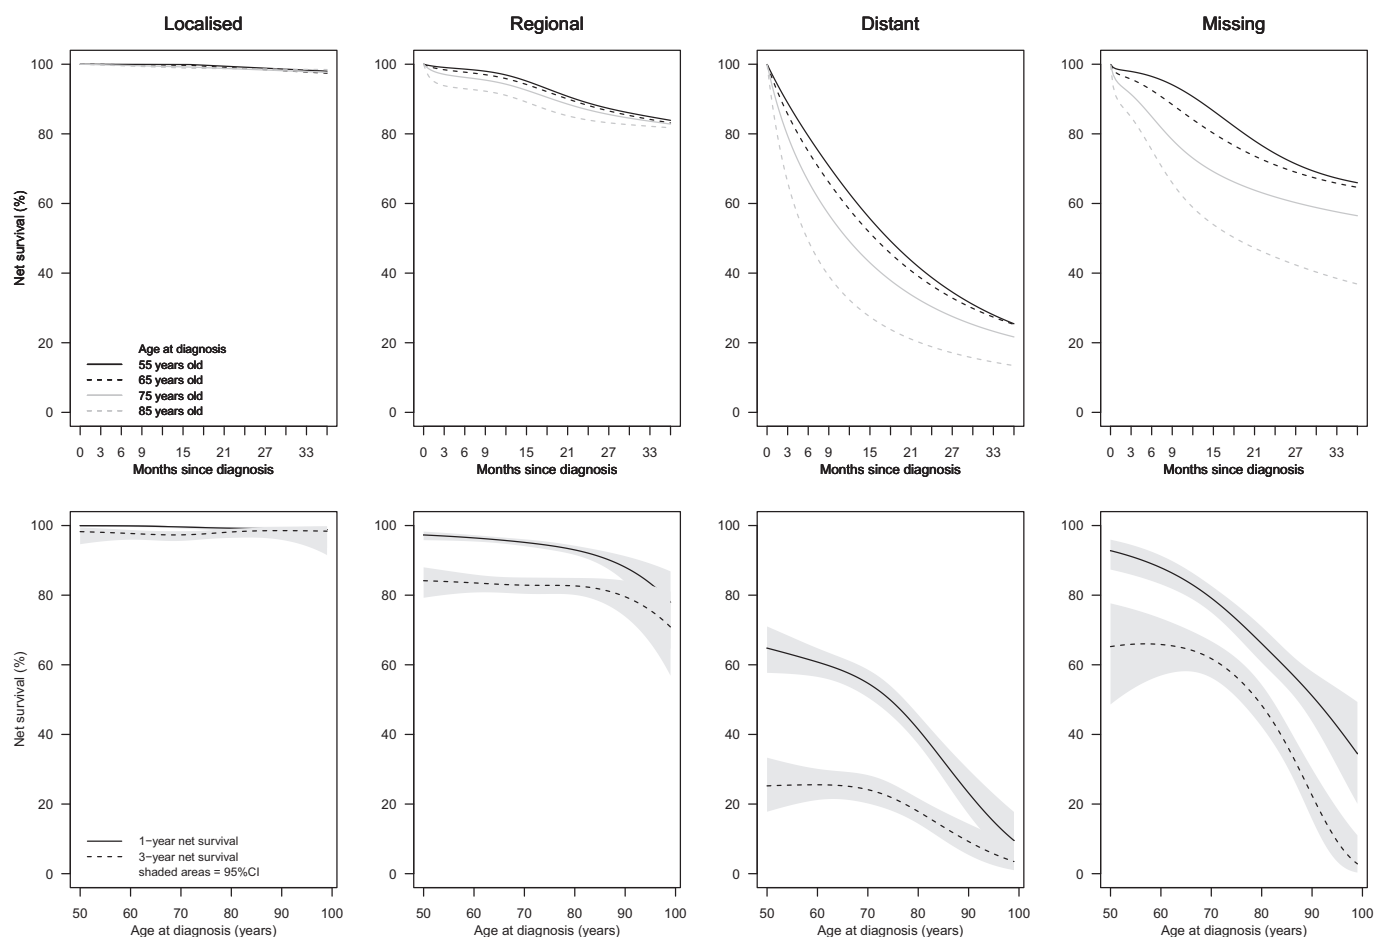 Localised Regional Distant Missing
Net survival (%)
100 100 100 100
80 80 80 80
60 60 60 60
40 40 40 40
20 20 20 20
0 0 0 0
Age at diagnosis
55 years old
65 years old
75 years old
85 years old
0 3 6 9 15 21 27 33 0 3 6 9 15 21 27 33 0 3 6 9 15 21 27 33 0 3 6 9 15 21 27 33
Months since diagnosis Months since diagnosis Months since diagnosis Months since diagnosis
Net survival (%)
100 100 100 100
80 80 80 80
60 60 60 60
40 40 40 40
20 20 20 20
0 0 0 0
1−year net survival
3−year net survival
shaded areas = 95%CI
50 60 70 80 90 100 50 60 70 80 90 100 50 60 70 80 90 100 50 60 70 80 90 100
Age at diagnosis (years) Age at diagnosis (years) Age at diagnosis (years) Age at diagnosis (years)